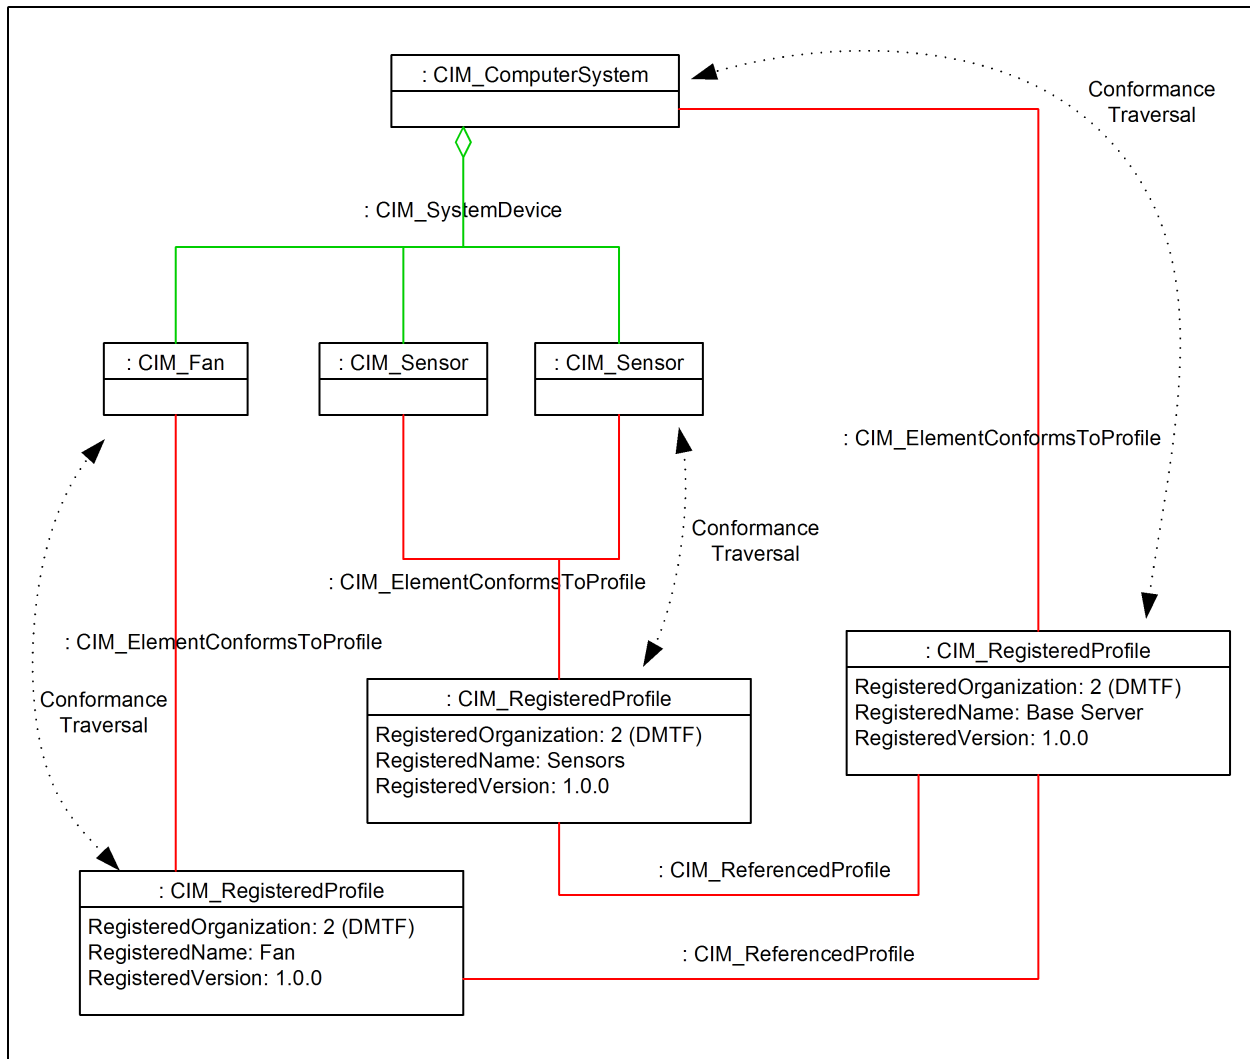 : CIM_ComputerSystem
Conformance
Traversal
: CIM_SystemDevice
: CIM_Fan
: CIM_Sensor
: CIM_Sensor
: CIM_ElementConformsToProfile
Conformance
Traversal
: CIM_ElementConformsToProfile
: CIM_ElementConformsToProfile
Conformance
Traversal
: CIM_RegisteredProfile
RegisteredOrganization: 2 (DMTF)
RegisteredName: Base Server
RegisteredVersion: 1.0.0
: CIM_RegisteredProfile
RegisteredOrganization: 2 (DMTF)
RegisteredName: Sensors
RegisteredVersion: 1.0.0
: CIM_ReferencedProfile
: CIM_RegisteredProfile
RegisteredOrganization: 2 (DMTF)
RegisteredName: Fan
RegisteredVersion: 1.0.0
: CIM_ReferencedProfile